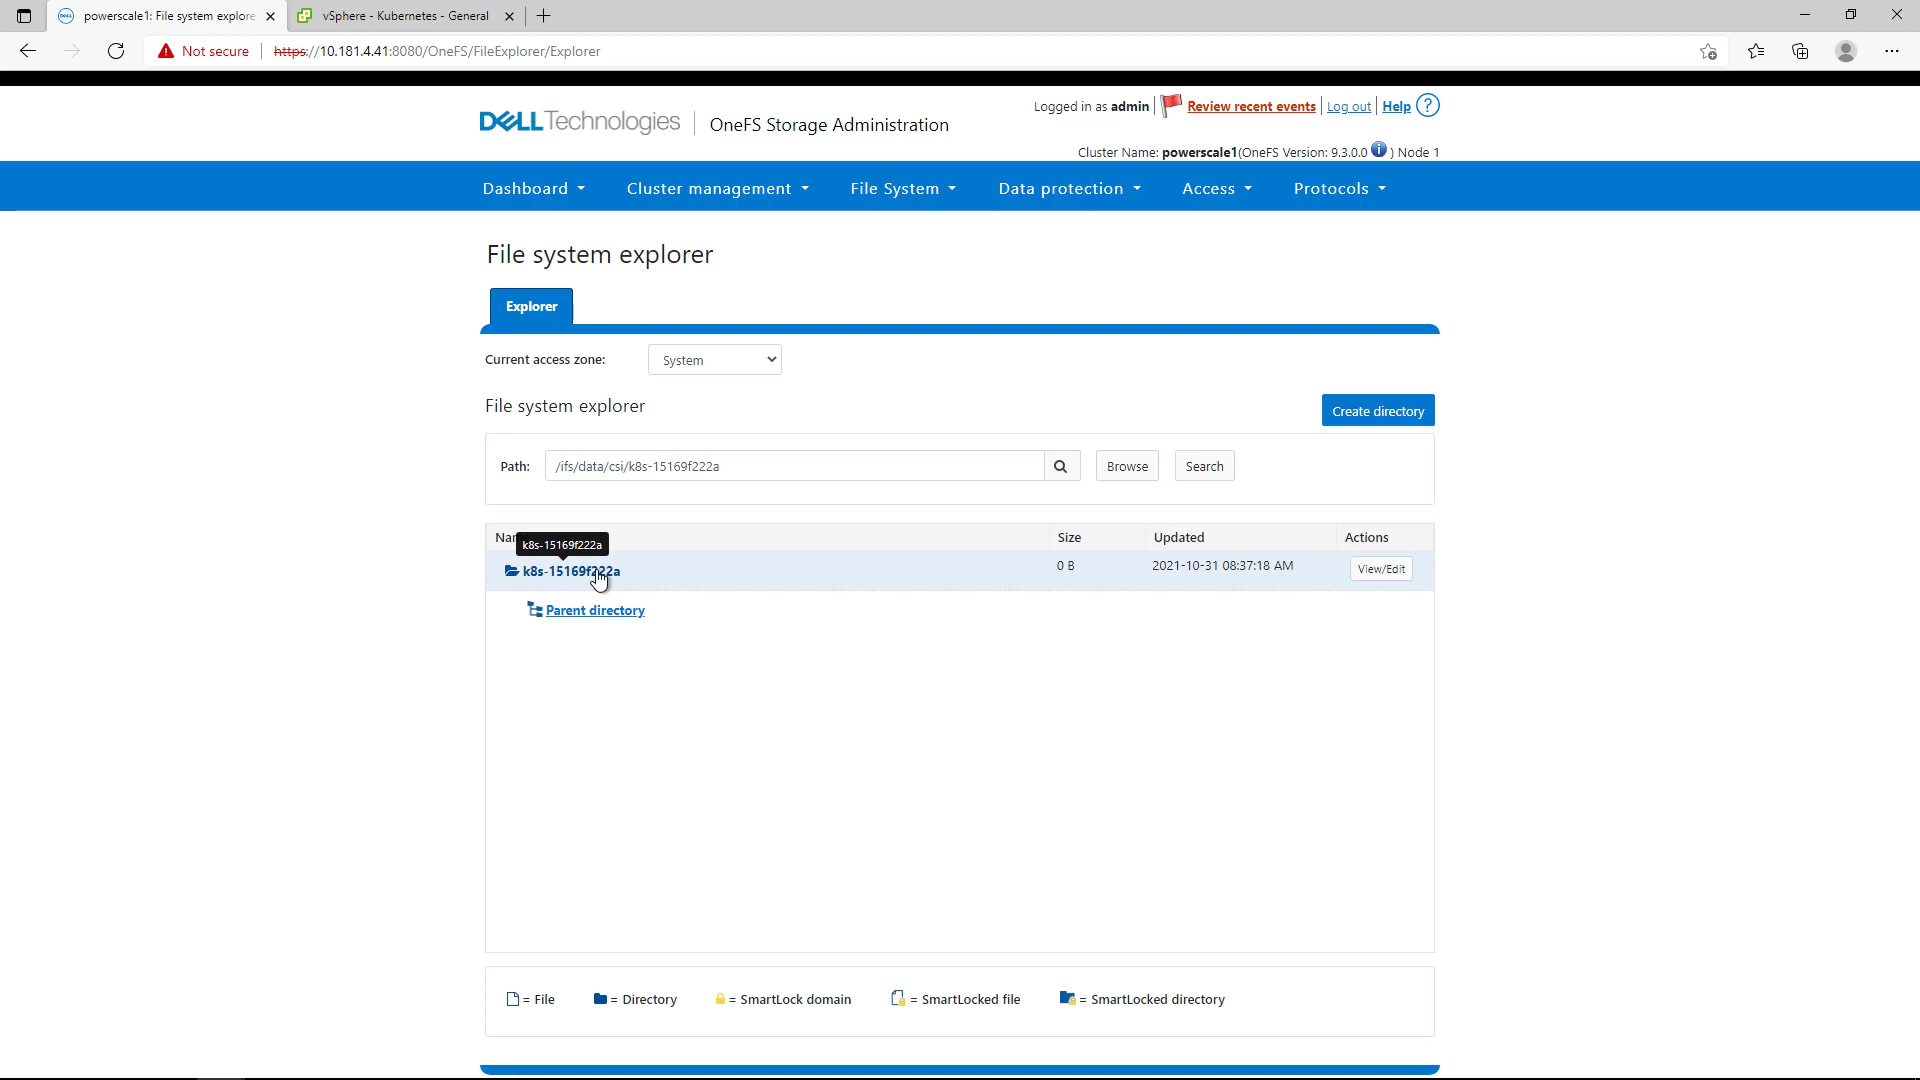 powerscale1: File system explore
vSphere - Kubernetes - General
Not secure
https://10.181.4.41:8080/OneFS/FileExplorer/Explorer
DELL Technologies
OneFS Storage Administration
Logged in as admin
Review recent events
Log out
Help
?
Cluster Name: powerscale1(OneFS Version: 9.3.0.0 i ) Node 1
Dashboard
Cluster management
File System
Data protection
Access
Protocols
File system explorer
Explorer
Current access zone:
System
File system explorer
Create directory
Path:
/ifs/data/csi/k8s-15169f222a
Browse
Search
Size
Updated
Actions
k8s-15169f222a
k8s-15169f222a
0 B
2021-10-31 08:37:18 AM
View/Edit
Parent directory
= File
= Directory
= SmartLock domain
= SmartLocked file
= SmartLocked directory